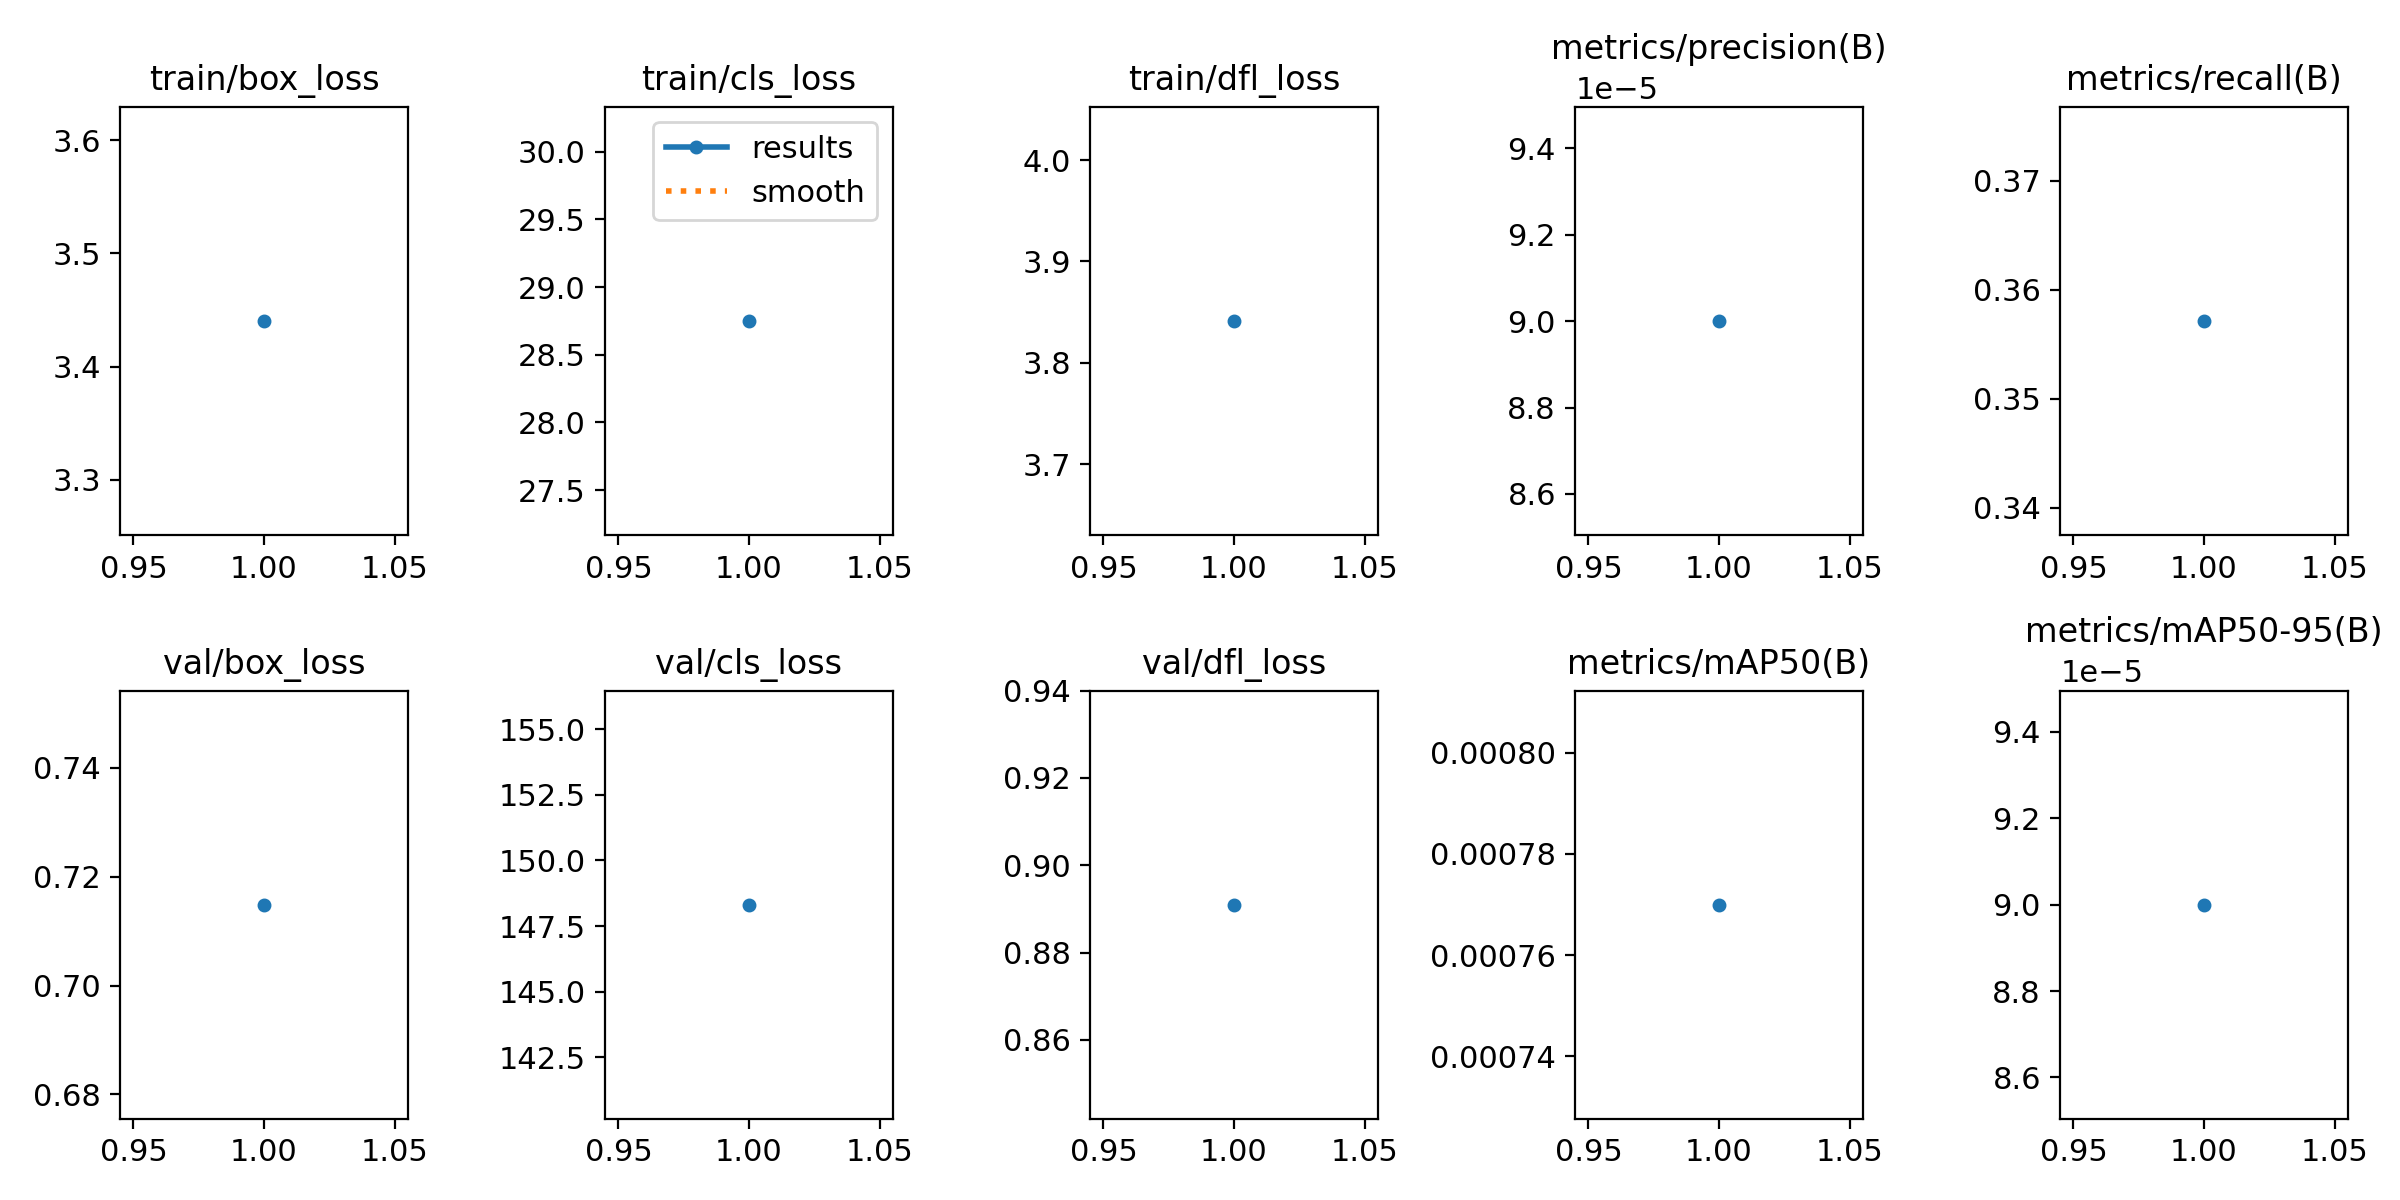 train/box_loss
3.6
3.5
3.4
3.3
0.95 1.00 1.05
train/cls_loss
results
smooth
30.0
29.5
29.0
28.5
28.0
27.5
0.95 1.00 1.05
train/dfl_loss
4.0
3.9
3.8
3.7
0.95 1.00 1.05
metrics/precision(B)
1e−5
9.4
9.2
9.0
8.8
8.6
0.95 1.00 1.05
metrics/recall(B)
0.37
0.36
0.35
0.34
0.95 1.00 1.05
val/box_loss
0.74
0.72
0.70
0.68
0.95 1.00 1.05
val/cls_loss
155.0
152.5
150.0
147.5
145.0
142.5
0.95 1.00 1.05
val/dfl_loss
0.94
0.92
0.90
0.88
0.86
0.95 1.00 1.05
metrics/mAP50(B)
0.00080
0.00078
0.00076
0.00074
0.95 1.00 1.05
metrics/mAP50-95(B)
1e−5
9.4
9.2
9.0
8.8
8.6
0.95 1.00 1.05